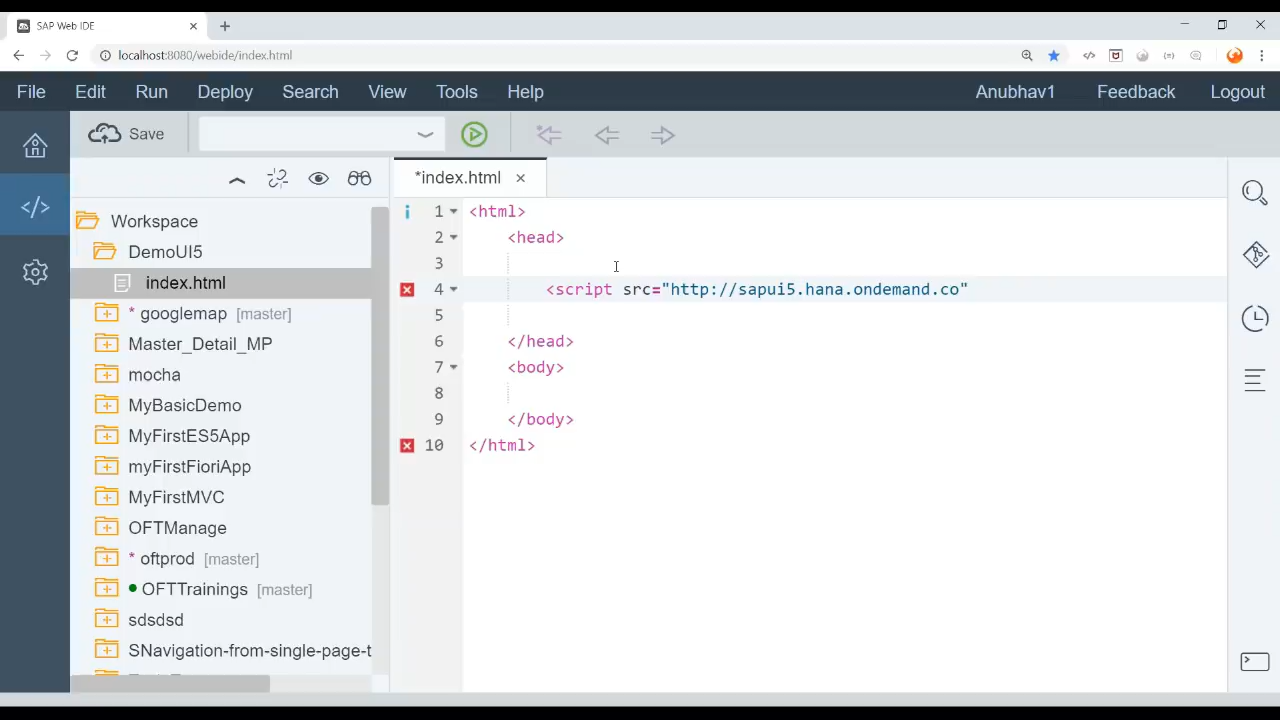 SAP Web IDE
localhost:8080/webide/index.html
File Edit Run Deploy Search View Tools Help Anubhav1 Feedback Logout
Save
*index.html
Workspace
DemoUI5
index.html
* googlemap [master]
Master_Detail_MP
mocha
MyBasicDemo
MyFirstES5App
myFirstFioriApp
MyFirstMVC
OFTManage
* oftprod [master]
OFTTrainings [master]
sdsdsd
SNavigation-from-single-page-t
1 <html>
2 <head>
3
4 <script src="http://sapui5.hana.ondemand.co"
5
6 </head>
7 <body>
8
9 </body>
10 </html>